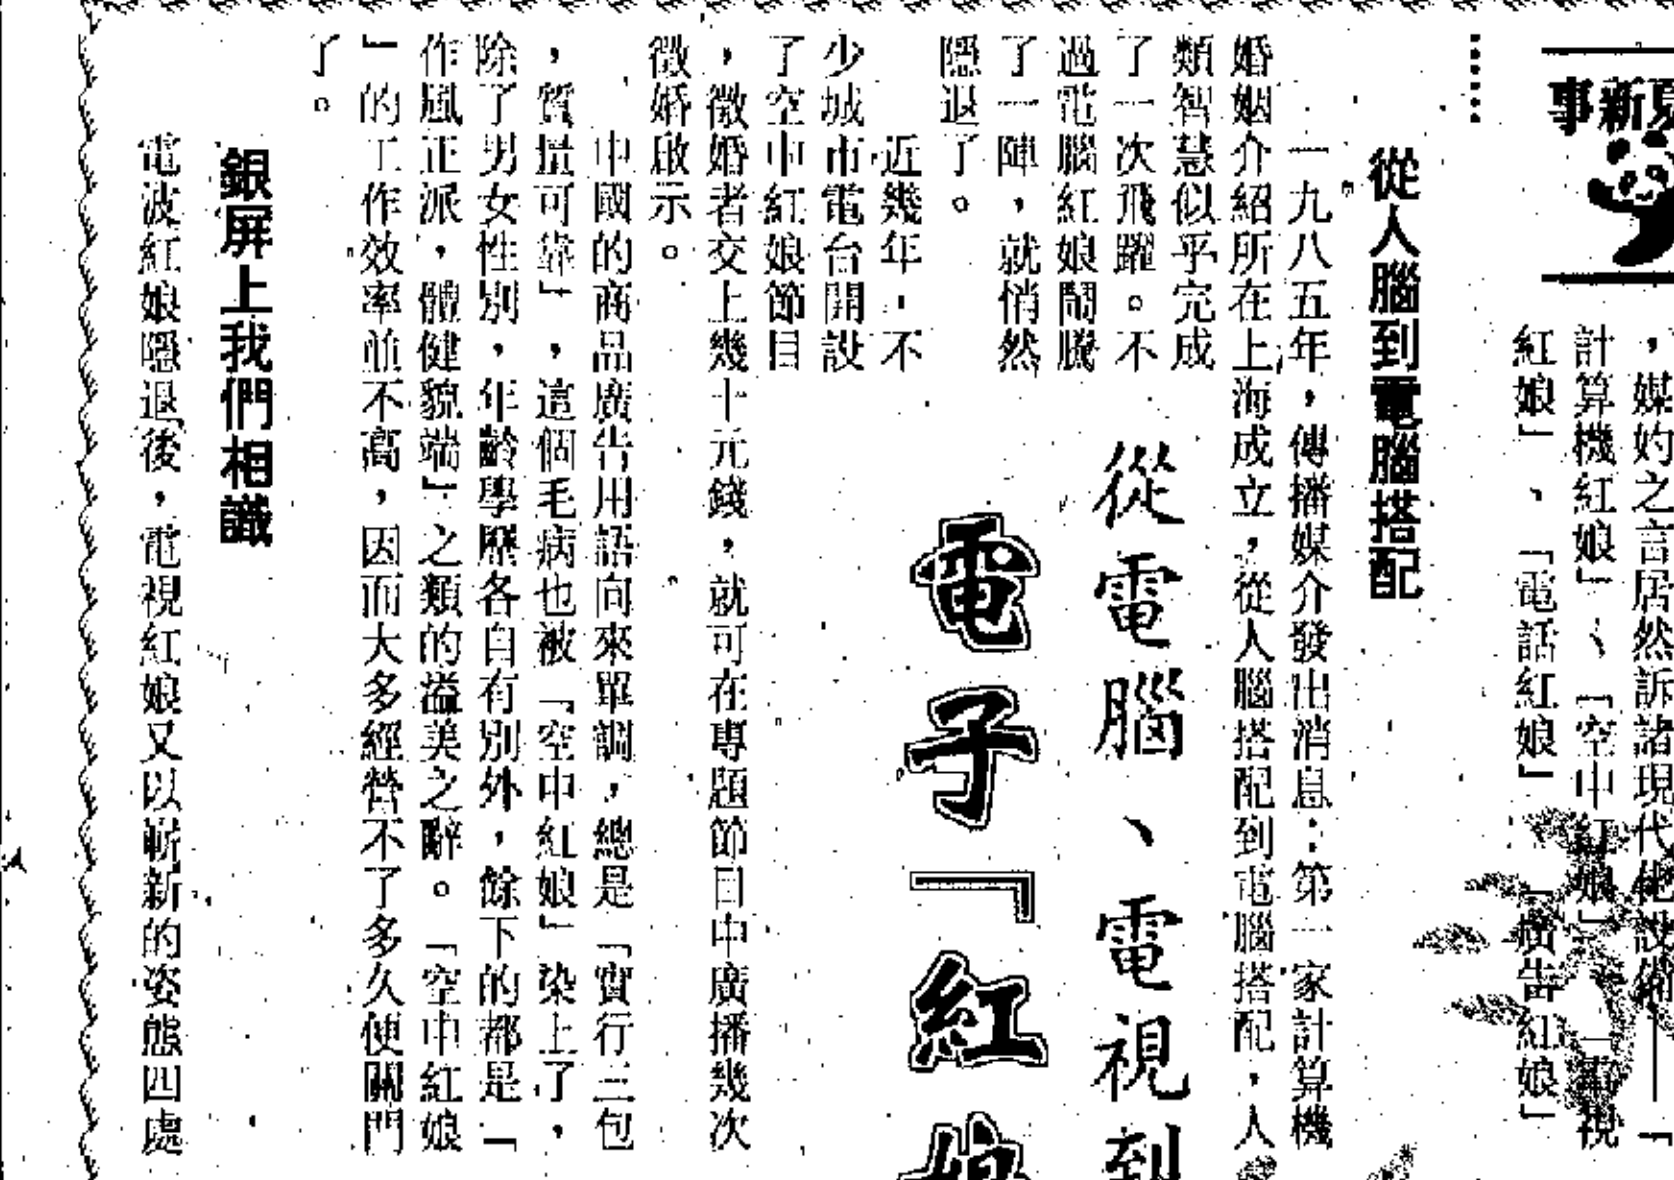 夏新事
，媒妁之言居然訴諸現代化設備——「
計算機紅娘」、「空中紅娘」、「電視
紅娘」、「電話紅娘」、「廣告紅娘」
……
從人腦到電腦搭配
一九八五年，傳播媒介發出消息：第一家計算機
婚姻介紹所在上海成立，從人腦搭配到電腦搭配，人
類智慧似乎完成
了一次飛躍。不
過電腦紅娘鬧騰
了一陣，就悄然
隱退了。
從電腦、電視到
電子『紅娘
近幾年，不
少城市電台開設
了空中紅娘節目
，徵婚者交上幾十元錢，就可在專題節目中廣播幾次
徵婚啟示。
中國的商品廣告用語向來單調，總是「實行三包
，質量可靠」，這個毛病也被「空中紅娘」染上了，
除了男女性別，年齡學歷各自有別外，餘下的都是「
作風正派，體健貌端」之類的溢美之辭。「空中紅娘
」的工作效率並不高，因而大多經營不了多久便關門
了。
銀屏上我們相識
電波紅娘隱退後，電視紅娘又以嶄新的姿態四處